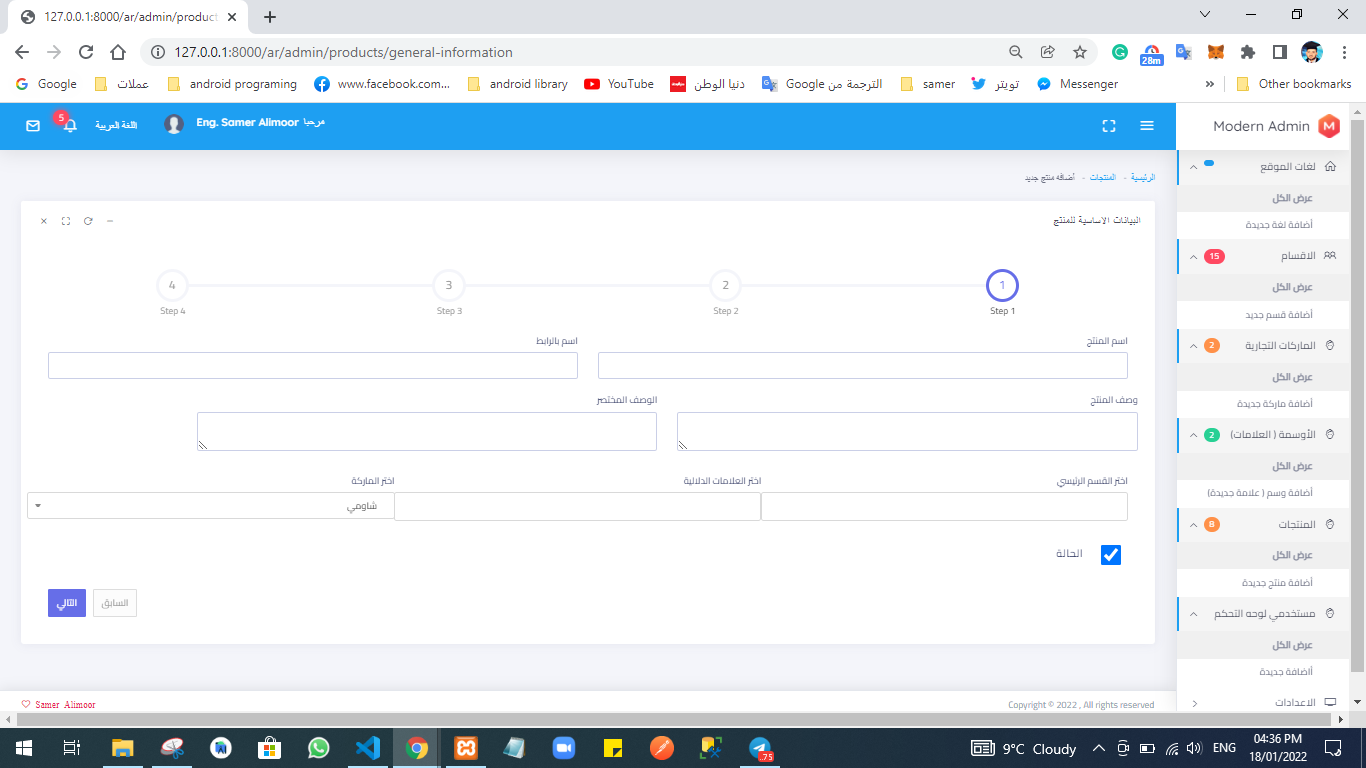 127.0.0.1:8000/ar/admin/product
127.0.0.1:8000/ar/admin/products/general-information
28m
Google
عملات
android programing
www.facebook.com...
android library
YouTube
دنيا الوطن
الترجمة من Google
samer
تويتر
Messenger
»
Other bookmarks
Modern Admin
مرحبا Eng. Samer Alimoor
اللغة العربية
5
الرئيسية - المنتجات - أضافه منتج جديد
البيانات الاساسية للمنتج
1
2
3
4
Step 1
Step 2
Step 3
Step 4
اسم المنتج
اسم بالرابط
وصف المنتج
الوصف المختصر
اختر القسم الرئيسي
اختر العلامات الدلالية
اختر الماركة
شاومي
الحالة
السابق
التالي
لغات الموقع
عرض الكل
أضافة لغة جديدة
الاقسام 15
عرض الكل
أضافة قسم جديد
الماركات التجارية 2
عرض الكل
أضافة ماركة جديدة
الأوسمة ( العلامات) 2
عرض الكل
أضافة وسم ( علامة جديدة)
المنتجات 8
عرض الكل
أضافة منتج جديدة
مستخدمي لوحه التحكم
عرض الكل
أاضافة جديدة
الاعدادات
Samer Alimoor
Copyright © 2022 , All rights reserved
.75
9°C Cloudy
ENG
04:36 PM
18/01/2022